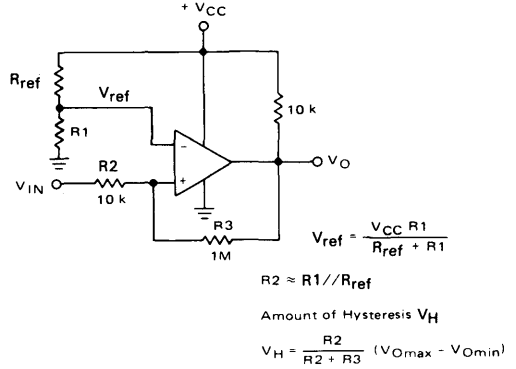 + VCC
Rref
Vref
10 k
R1
-
+
VO
VIN
R2
10 k
R3
1M
Vref = VCC R1 / Rref + R1
R2 ≈ R1//Rref
Amount of Hysteresis VH
VH = R2 / R2 + R3 (VOmax - VOmin)